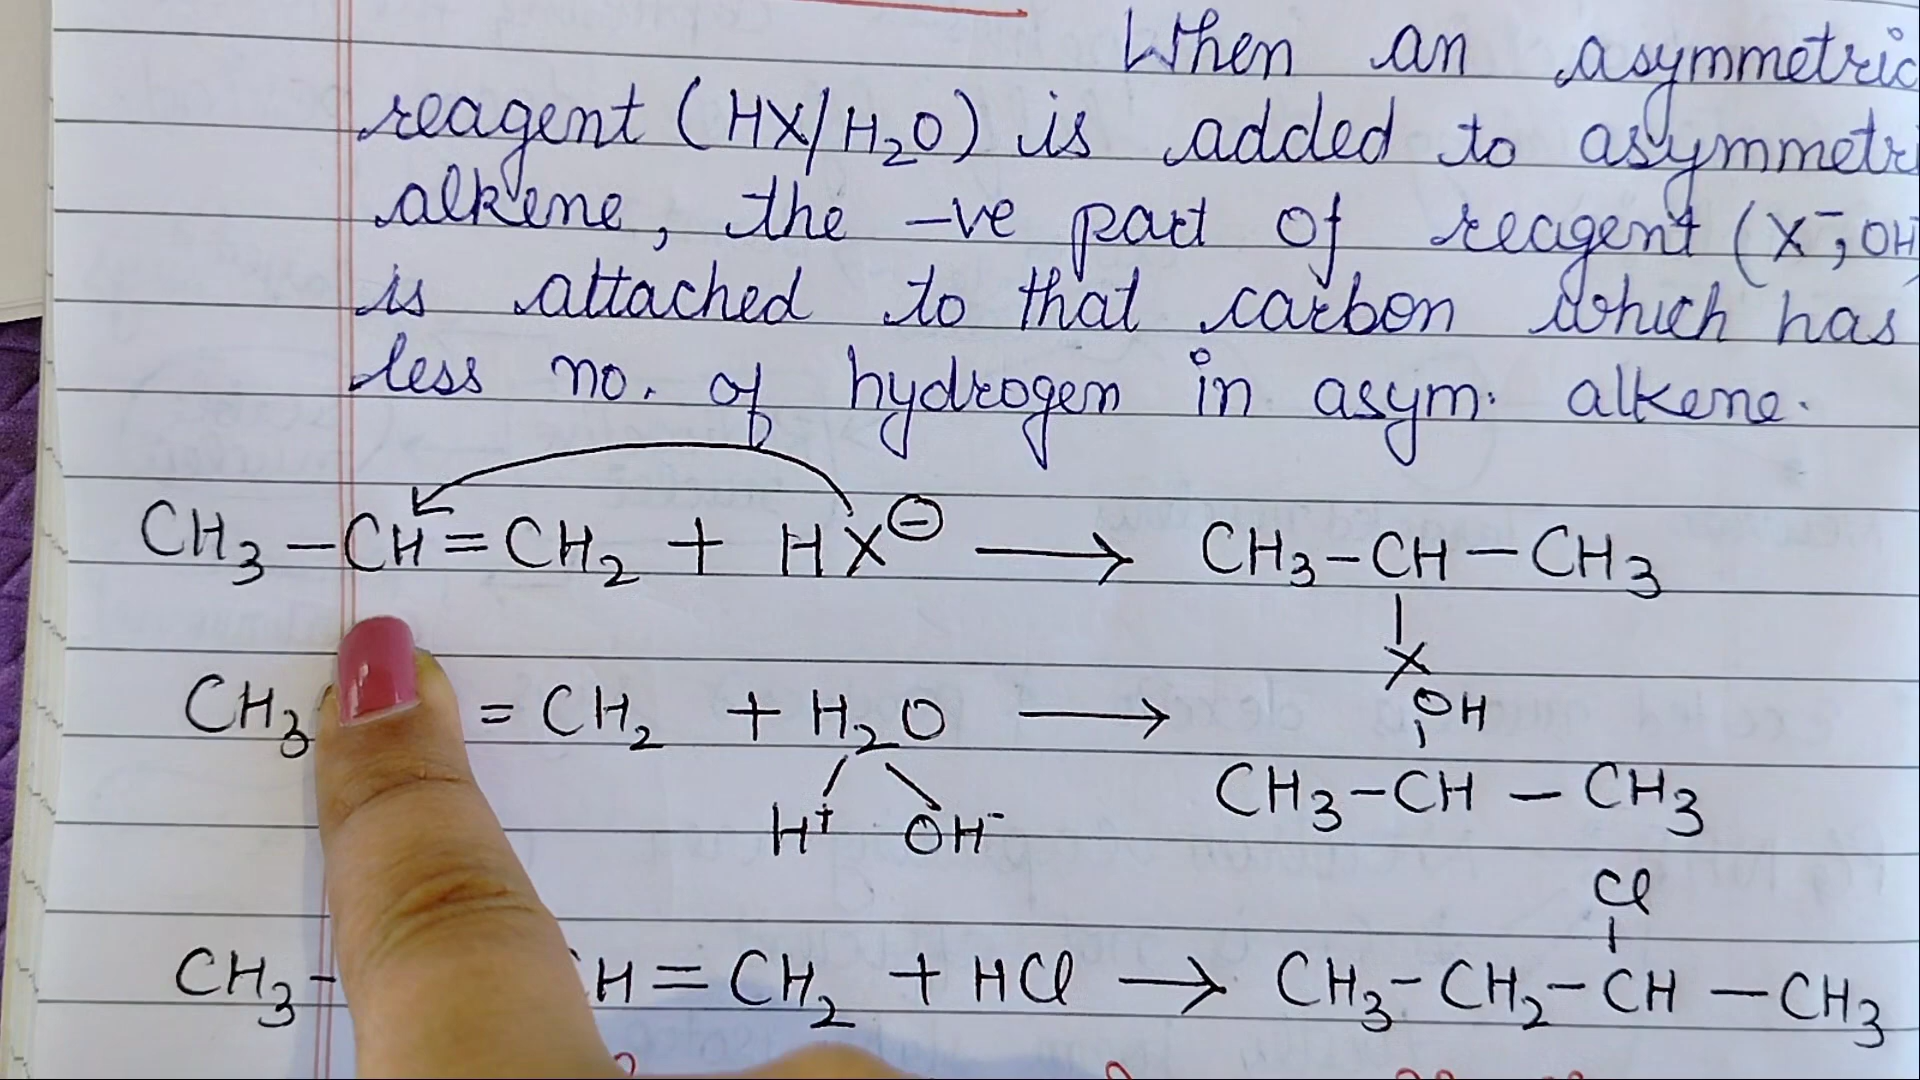 When an asymmetric
reagent (HX/H₂O) is added to asymmetri
alkene, the -ve part of reagent (X⁻, OH
is attached to that carbon which has
less no. of hydrogen in asym. alkene.
CH₃-CH=CH₂ + HX⊖ → CH₃-CH-CH₃
X
OH
CH₃ =CH₂ + H₂O →
CH₃-CH-CH₃
H⁺ OH⁻
Cl
CH₃- H=CH₂ + HCl → CH₃-CH₂-CH-CH₃